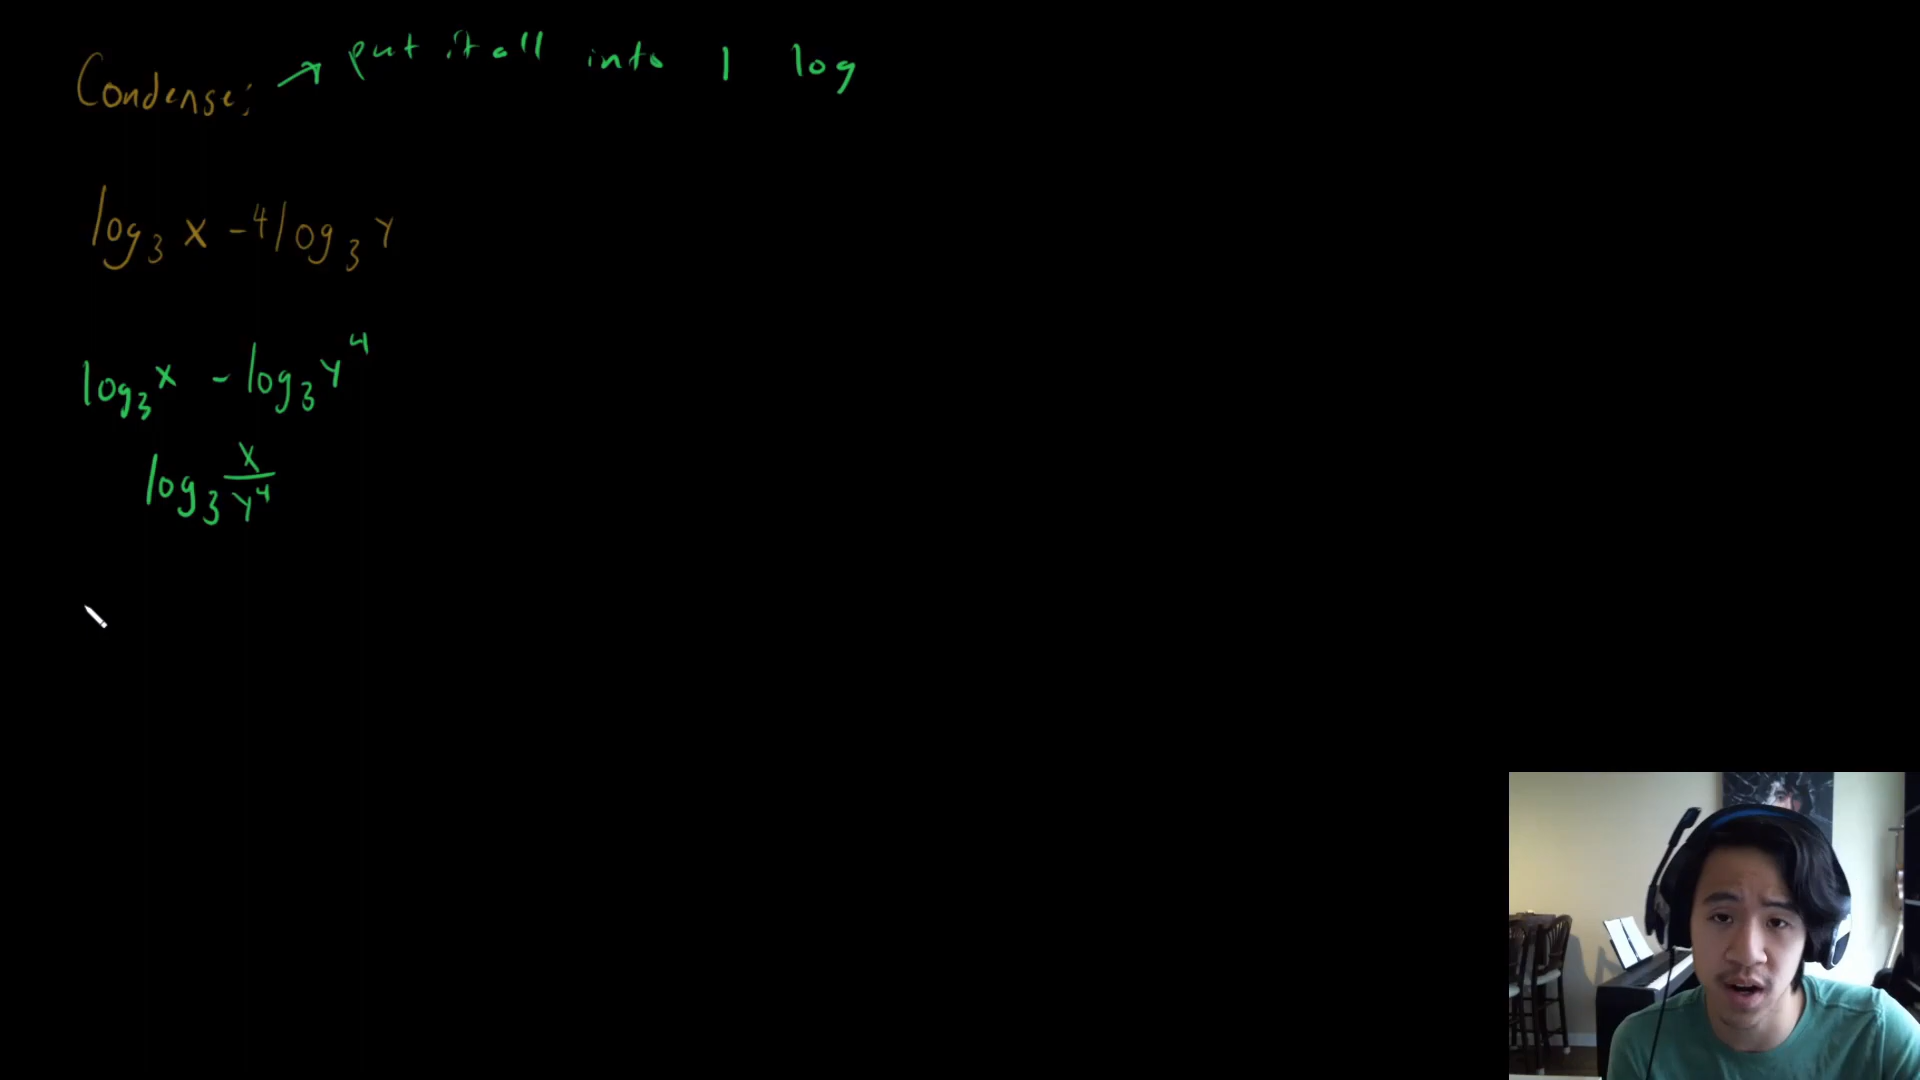 Condense: → put it all into 1 log
log₃ x - 4 log₃ y
log₃ x - log₃ y⁴
log₃ x/y⁴